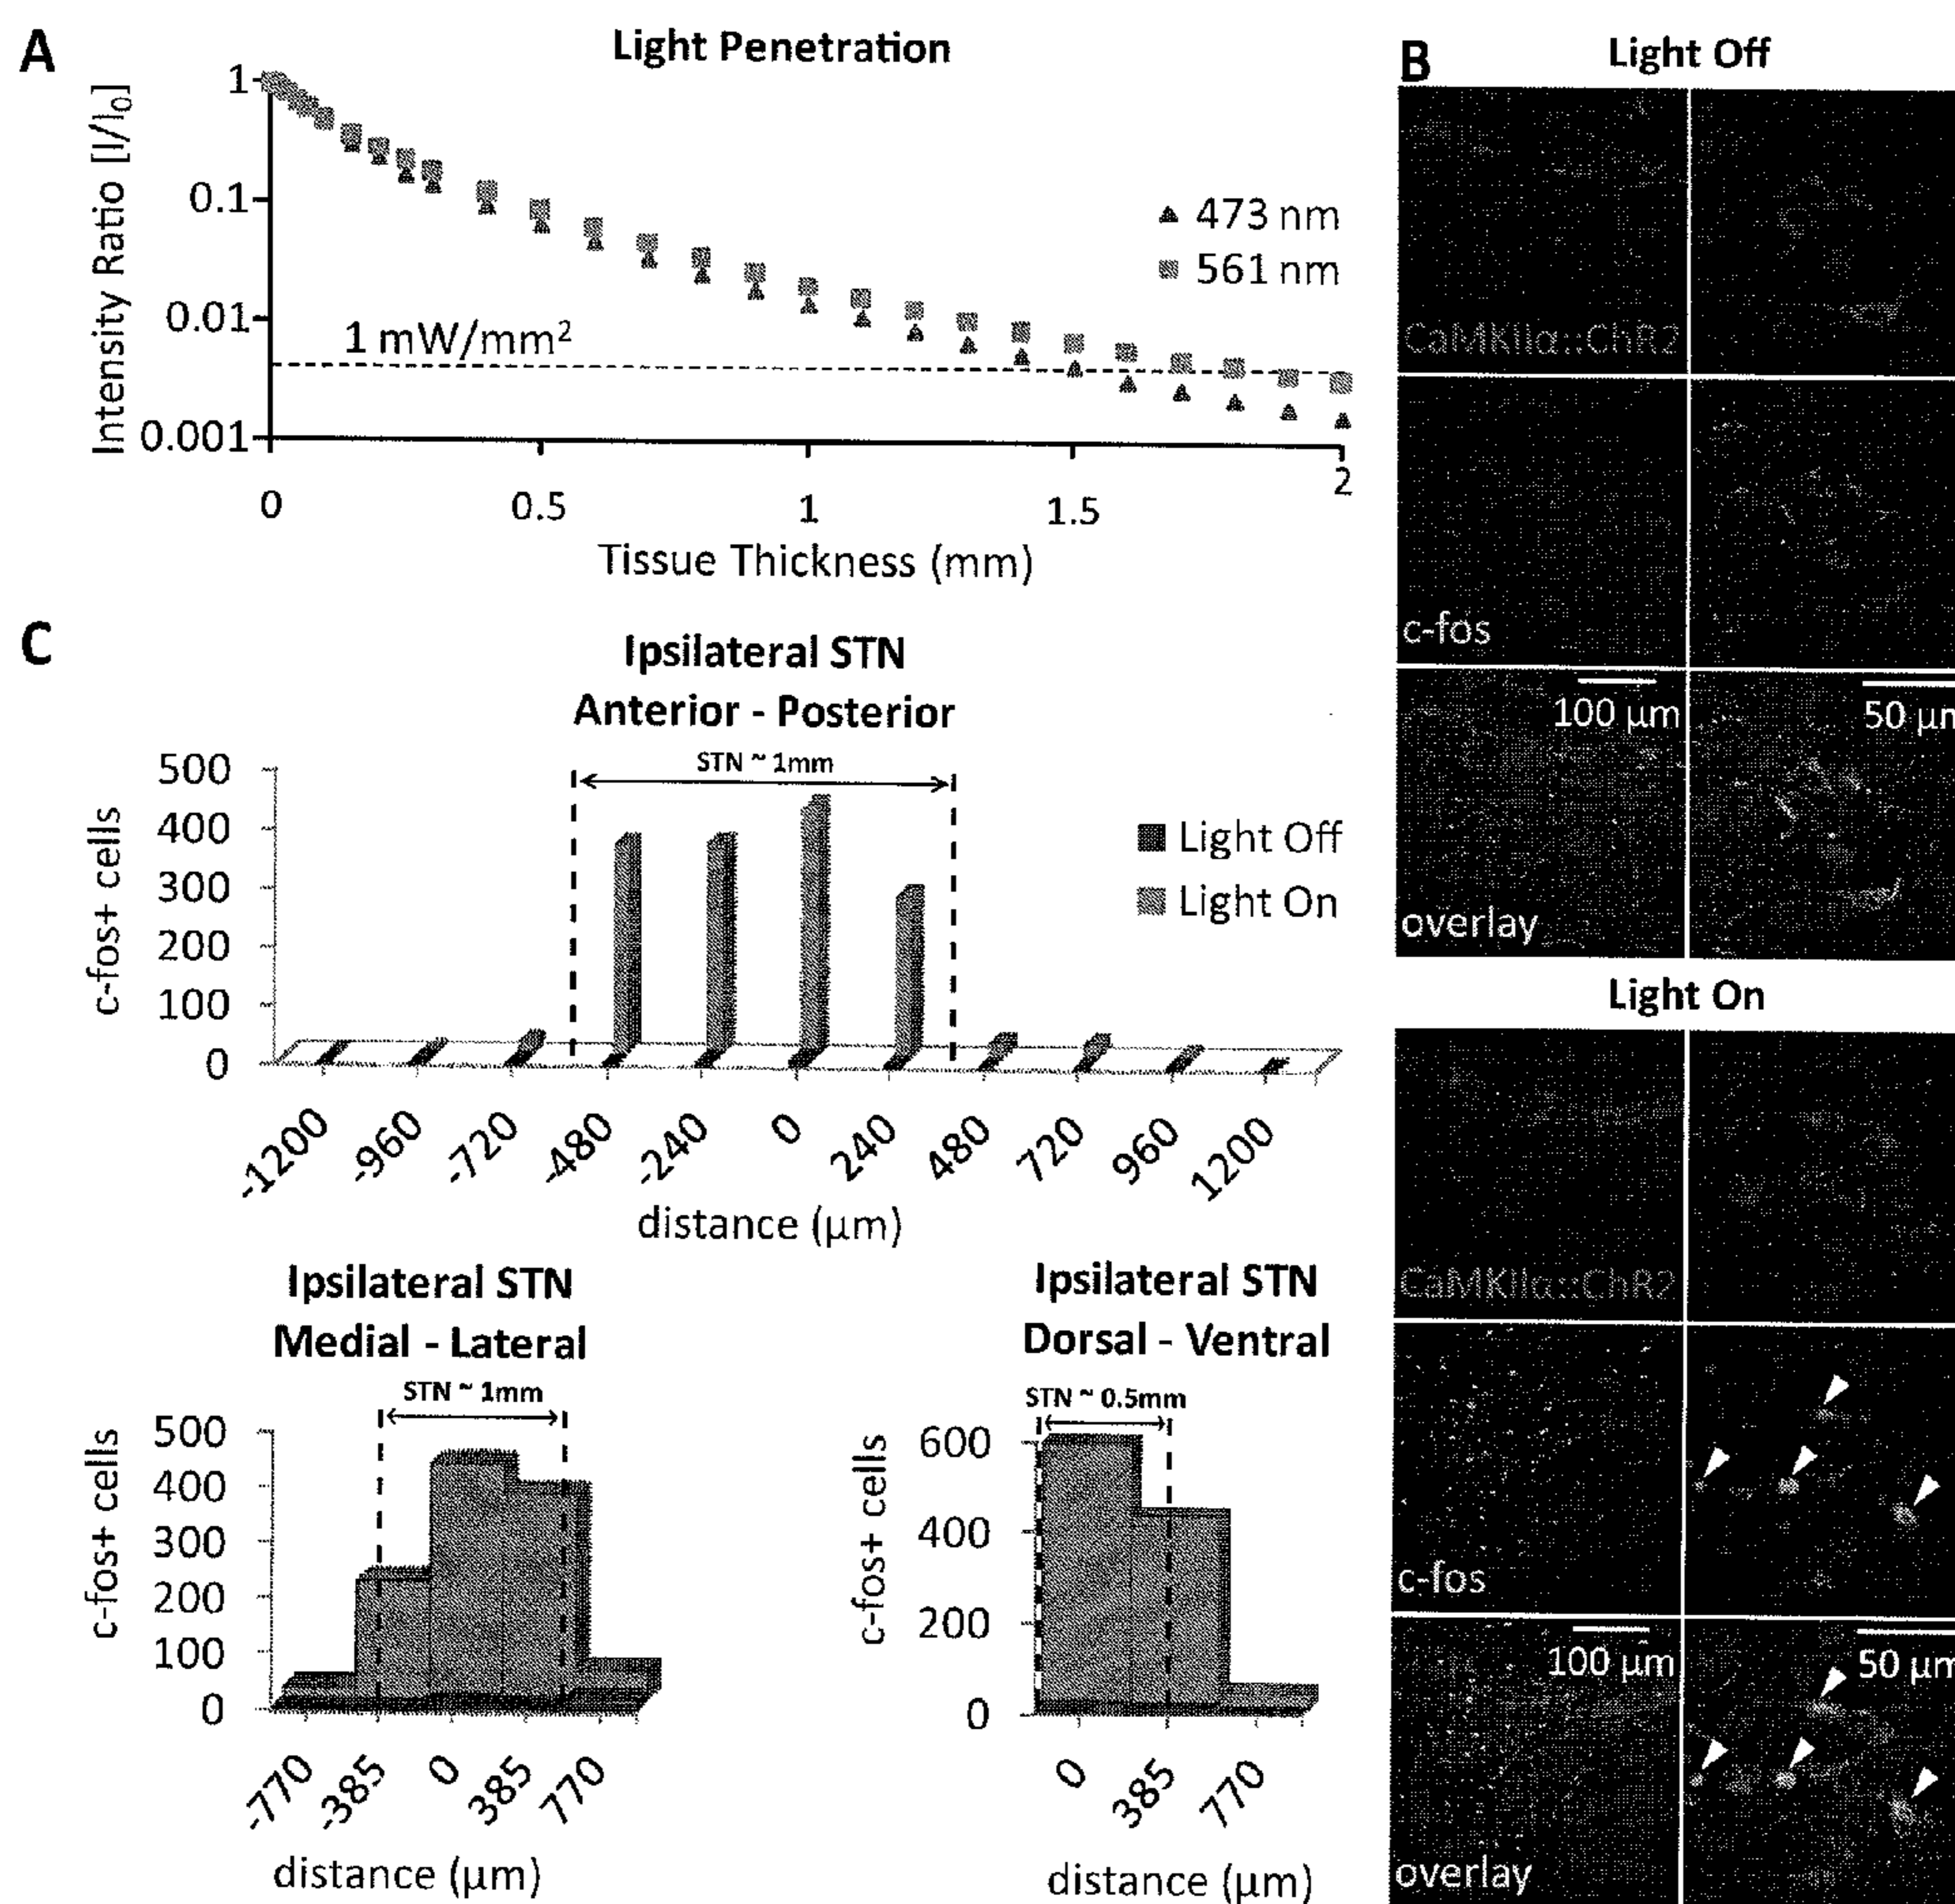 A
Light Penetration
Intensity Ratio [I/I0]
1
0.1
0.01
0.001
1 mW/mm²
473 nm
561 nm
0
0.5
1
1.5
2
Tissue Thickness (mm)
B
Light Off
CaMKIIα::ChR2
c-fos
100 µm
50 µm
overlay
Light On
CaMKIIα::ChR2
c-fos
100 µm
50 µm
overlay
C
Ipsilateral STN
Anterior - Posterior
STN ~ 1mm
c-fos+ cells
500
400
300
200
100
0
Light Off
Light On
-1200
-960
-720
-480
-240
0
240
480
720
960
1200
distance (µm)
Ipsilateral STN
Medial - Lateral
STN ~ 1mm
c-fos+ cells
500
400
300
200
100
0
-770
-385
0
385
770
distance (µm)
Ipsilateral STN
Dorsal - Ventral
STN ~ 0.5mm
c-fos+ cells
600
400
200
0
0
385
770
distance (µm)